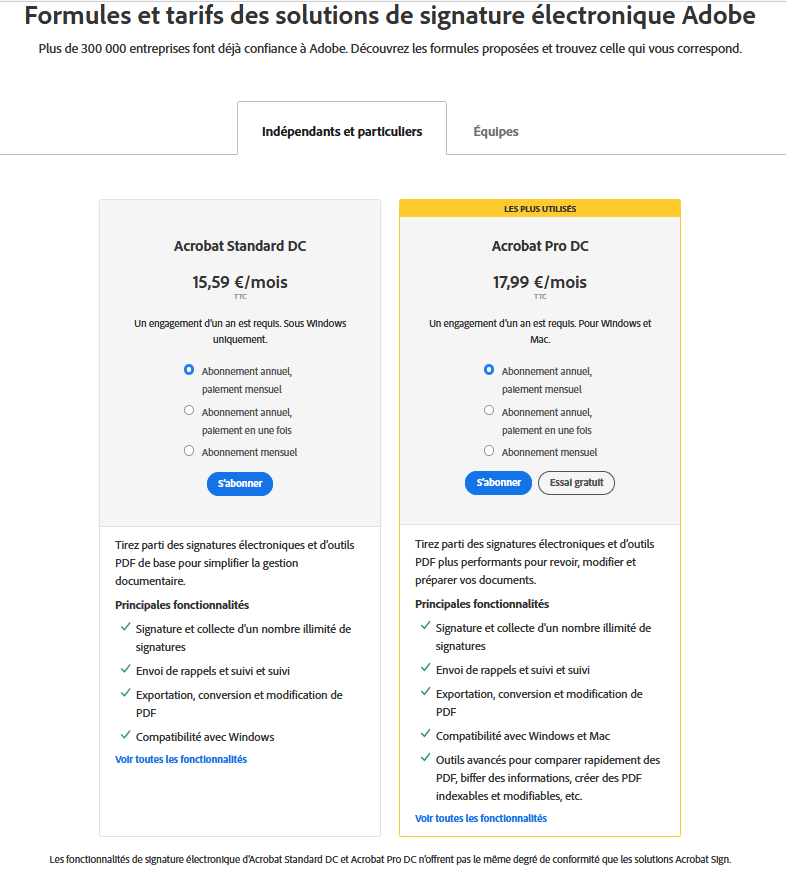 Formules et tarifs des solutions de signature électronique Adobe
Plus de 300 000 entreprises font déjà confiance à Adobe. Découvrez les formules proposées et trouvez celle qui vous correspond.
Indépendants et particuliers
Équipes
Acrobat Standard DC
15,59 €/mois
TTC
Un engagement d'un an est requis. Sous Windows
uniquement.
Abonnement annuel,
paiement mensuel
Abonnement annuel,
paiement en une fois
Abonnement mensuel
S'abonner
Tirez parti des signatures électroniques et d'outils
PDF de base pour simplifier la gestion
documentaire.
Principales fonctionnalités
Signature et collecte d'un nombre illimité de
signatures
Envoi de rappels et suivi et suivi
Exportation, conversion et modification de
PDF
Compatibilité avec Windows
Voir toutes les fonctionnalités
LES PLUS UTILISÉS
Acrobat Pro DC
17,99 €/mois
TTC
Un engagement d'un an est requis. Pour Windows et
Mac.
Abonnement annuel,
paiement mensuel
Abonnement annuel,
paiement en une fois
Abonnement mensuel
S'abonner
Essai gratuit
Tirez parti des signatures électroniques et d'outils
PDF plus performants pour revoir, modifier et
préparer vos documents.
Principales fonctionnalités
Signature et collecte d'un nombre illimité de
signatures
Envoi de rappels et suivi et suivi
Exportation, conversion et modification de
PDF
Compatibilité avec Windows et Mac
Outils avancés pour comparer rapidement des
PDF, biffer des informations, créer des PDF
indexables et modifiables, etc.
Voir toutes les fonctionnalités
Les fonctionnalités de signature électronique d'Acrobat Standard DC et Acrobat Pro DC n'offrent pas le même degré de conformité que les solutions Acrobat Sign.